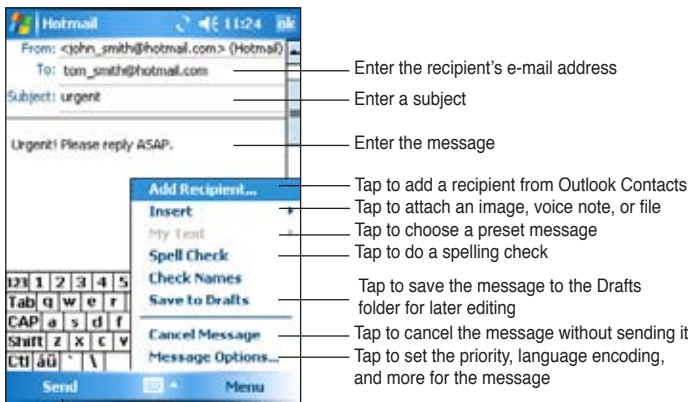 Hotmail 11:24 ok
From: <john_smith@hotmail.com> (Hotmail)
To: tom_smith@hotmail.com
Enter the recipient's e-mail address
Subject: urgent
Enter a subject
Urgent! Please reply ASAP.
Enter the message
Add Recipient...
Tap to add a recipient from Outlook Contacts
Insert
Tap to attach an image, voice note, or file
My Text
Tap to choose a preset message
Spell Check
Tap to do a spelling check
Check Names
Save to Drafts
Tap to save the message to the Drafts
folder for later editing
Cancel Message
Tap to cancel the message without sending it
Message Options...
Tap to set the priority, language encoding,
and more for the message
123 1 2 3 4 5
Tab q w e r
CAP a s d f
Shift z x c v
Ctl áü ` \
Send Menu